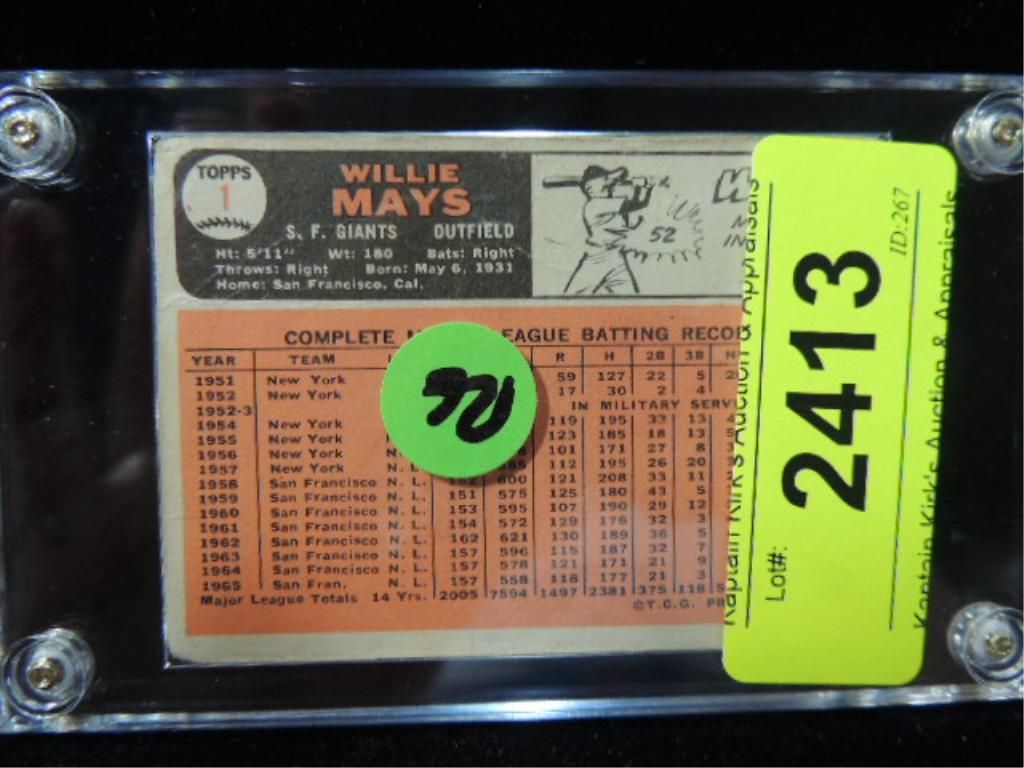 TOPPS
1
WILLIE
MAYS
S. F. GIANTS OUTFIELD
Ht: 5'11" Wt: 180 Bats: Right
Throws: Right Born: May 6, 1931
Home: San Francisco, Cal.
52
W
IN
COMPLETE LEAGUE BATTING RECO
YEAR TEAM R H 2B 3B H
1951 New York 59 127 22 5 2
1952 New York 17 30 2 4
1952-3 IN MILITARY SERV
1954 New York 119 195 33 13
1955 New York 123 185 18 13
1956 New York N. 101 171 27 8
1957 New York N. L. 112 195 26 20
1958 San Francisco N. L. 600 121 208 33 11
1959 San Francisco N. L. 151 575 125 180 43 5
1960 San Francisco N. L. 153 595 107 190 29 12
1961 San Francisco N. L. 154 572 129 176 32 3
1962 San Francisco N. L. 162 621 130 189 36 5
1963 San Francisco N. L. 157 596 115 187 32 7
1964 San Francisco N. L. 157 578 121 171 21 9
1965 San Fran. N. L. 157 558 118 177 21 3
Major League Totals 14 Yrs. 2005 7594 1497 2381 375 118 5
©T.C.G. PR
Kaptain Kirk's Auction & Appraisals
Lot#: 2413
ID:267
Kaptain Kirk's Auction & Appraisals